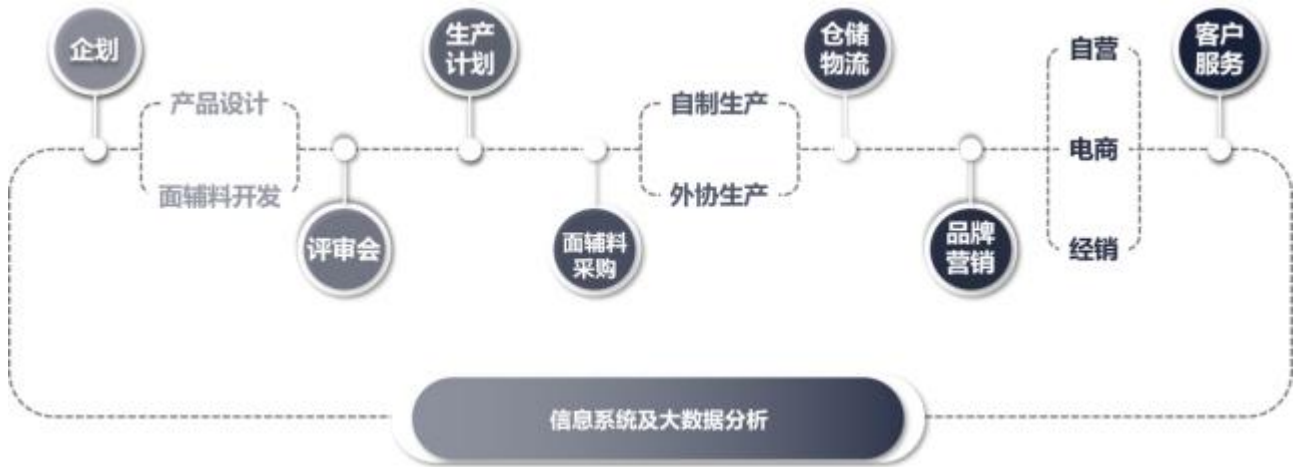 企划
产品设计
面辅料开发
评审会
生产
计划
面辅料
采购
自制生产
外协生产
仓储
物流
品牌
营销
自营
电商
经销
客户
服务
信息系统及大数据分析